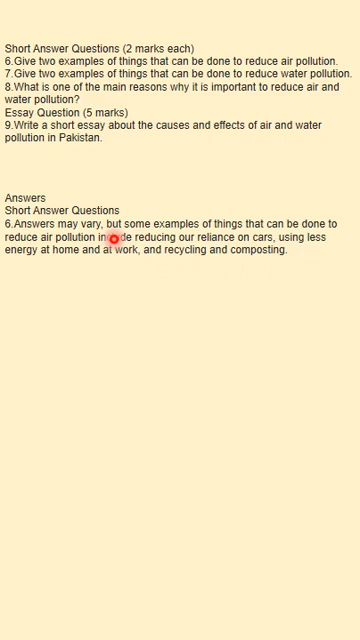 Short Answer Questions (2 marks each)
6.Give two examples of things that can be done to reduce air pollution.
7.Give two examples of things that can be done to reduce water pollution.
8.What is one of the main reasons why it is important to reduce air and
water pollution?
Essay Question (5 marks)
9.Write a short essay about the causes and effects of air and water
pollution in Pakistan.
Answers
Short Answer Questions
6.Answers may vary, but some examples of things that can be done to
reduce air pollution include reducing our reliance on cars, using less
energy at home and at work, and recycling and composting.